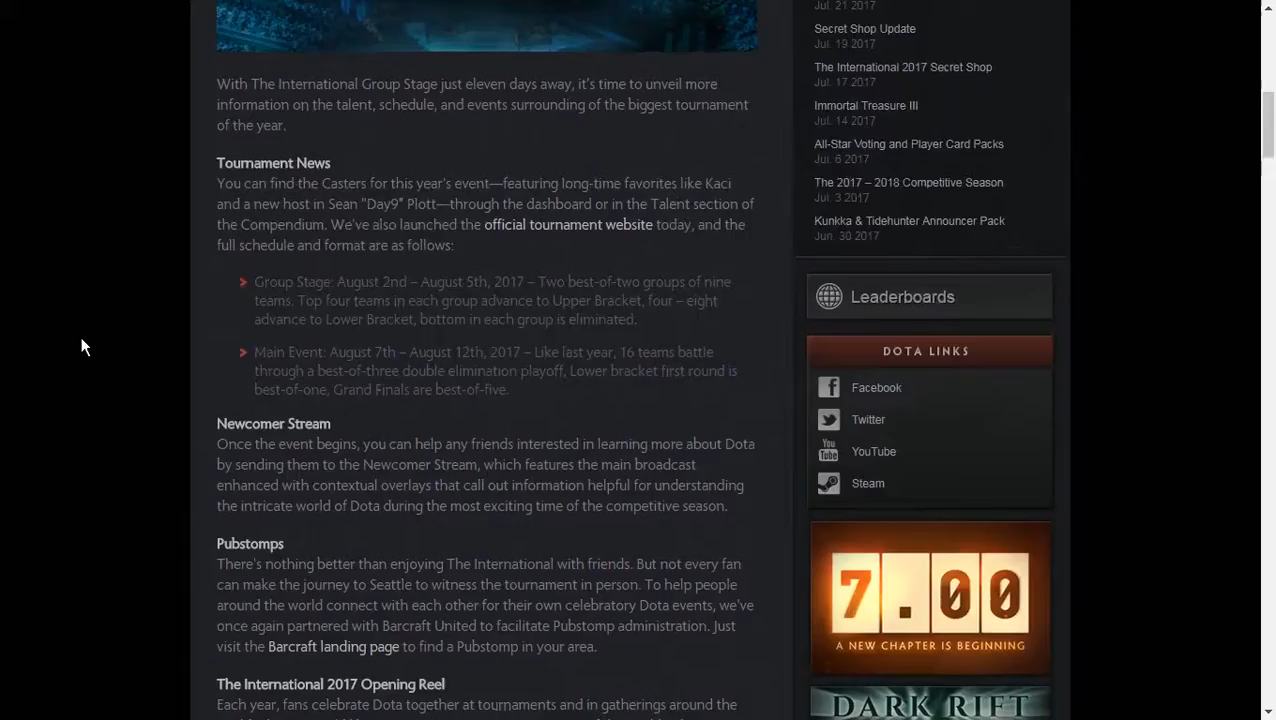 With The International Group Stage just eleven days away, it's time to unveil more
information on the talent, schedule, and events surrounding of the biggest tournament
of the year.
Tournament News
You can find the Casters for this year's event—featuring long-time favorites like Kaci
and a new host in Sean "Day9" Plott—through the dashboard or in the Talent section of
the Compendium. We've also launched the official tournament website today, and the
full schedule and format are as follows:
Group Stage: August 2nd – August 5th, 2017 – Two best-of-two groups of nine
teams. Top four teams in each group advance to Upper Bracket, four – eight
advance to Lower Bracket, bottom in each group is eliminated.
Main Event: August 7th – August 12th, 2017 – Like last year, 16 teams battle
through a best-of-three double elimination playoff, Lower bracket first round is
best-of-one, Grand Finals are best-of-five.
Newcomer Stream
Once the event begins, you can help any friends interested in learning more about Dota
by sending them to the Newcomer Stream, which features the main broadcast
enhanced with contextual overlays that call out information helpful for understanding
the intricate world of Dota during the most exciting time of the competitive season.
Pubstomps
There's nothing better than enjoying The International with friends. But not every fan
can make the journey to Seattle to witness the tournament in person. To help people
around the world connect with each other for their own celebratory Dota events, we've
once again partnered with Barcraft United to facilitate Pubstomp administration. Just
visit the Barcraft landing page to find a Pubstomp in your area.
The International 2017 Opening Reel
Each year, fans celebrate Dota together at tournaments and in gatherings around the
Jul. 21 2017
Secret Shop Update
Jul. 19 2017
The International 2017 Secret Shop
Jul. 17 2017
Immortal Treasure III
Jul. 14 2017
All-Star Voting and Player Card Packs
Jul. 6 2017
The 2017 – 2018 Competitive Season
Jul. 3 2017
Kunkka & Tidehunter Announcer Pack
Jun. 30 2017
Leaderboards
DOTA LINKS
Facebook
Twitter
You Tube YouTube
Steam
7.00
A NEW CHAPTER IS BEGINNING
DARK RIFT